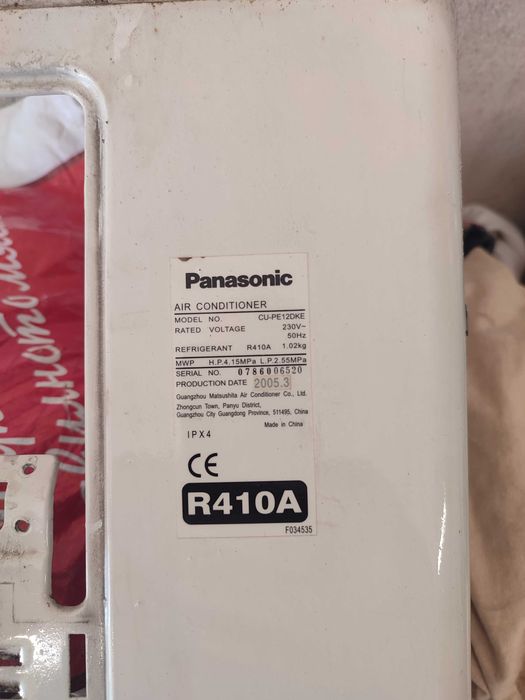 Panasonic
AIR CONDITIONER
MODEL NO. CU-PE12DKE
RATED VOLTAGE 230V~
50Hz
REFRIGERANT R410A 1.02kg
MWP H.P.4.15MPa L.P.2.55MPa
SERIAL NO. 0786006520
PRODUCTION DATE 2005.3
Guangzhou Matsushita Air Conditioner Co., Ltd.
Zhongcun Town, Panyu District,
Guangzhou City Guangdong Province, 511495, China
Made in China
IPX4
CE
R410A
F034535